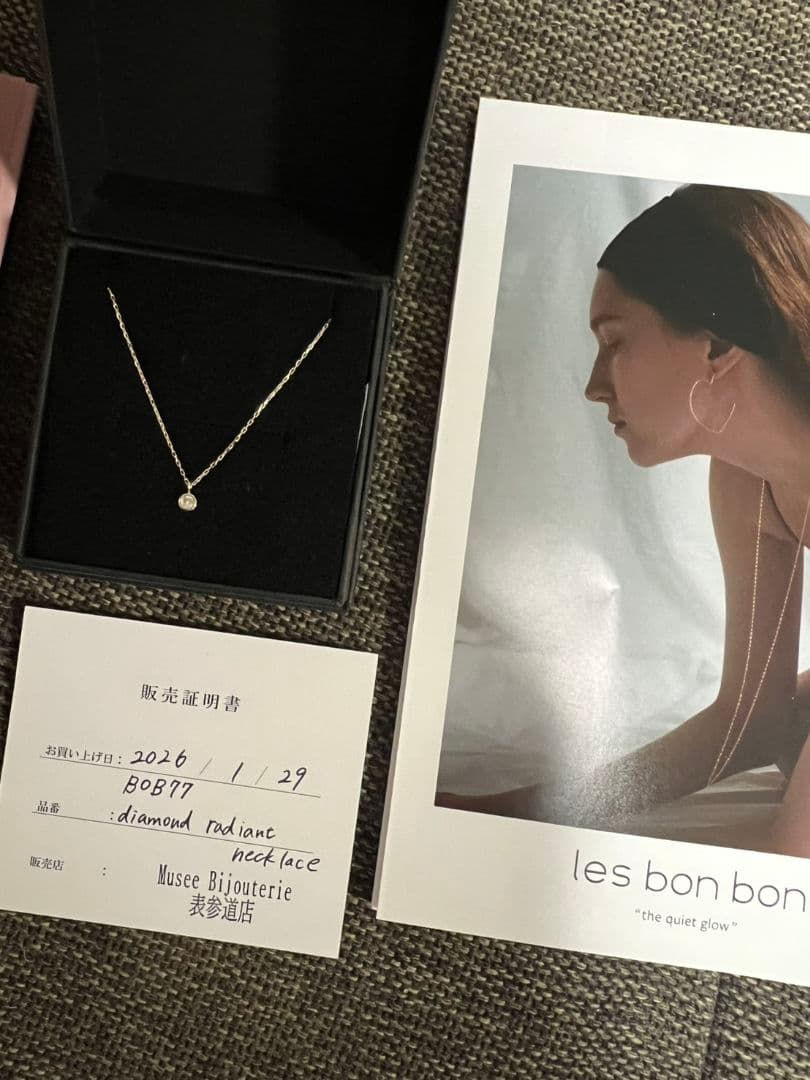 販売証明書
お買い上げ日: 2026 / 1 / 29
BOB77
品番 : diamond radiant
necklace
販売店 : Musee Bijouterie
表参道店
les bon bon
"the quiet glow"